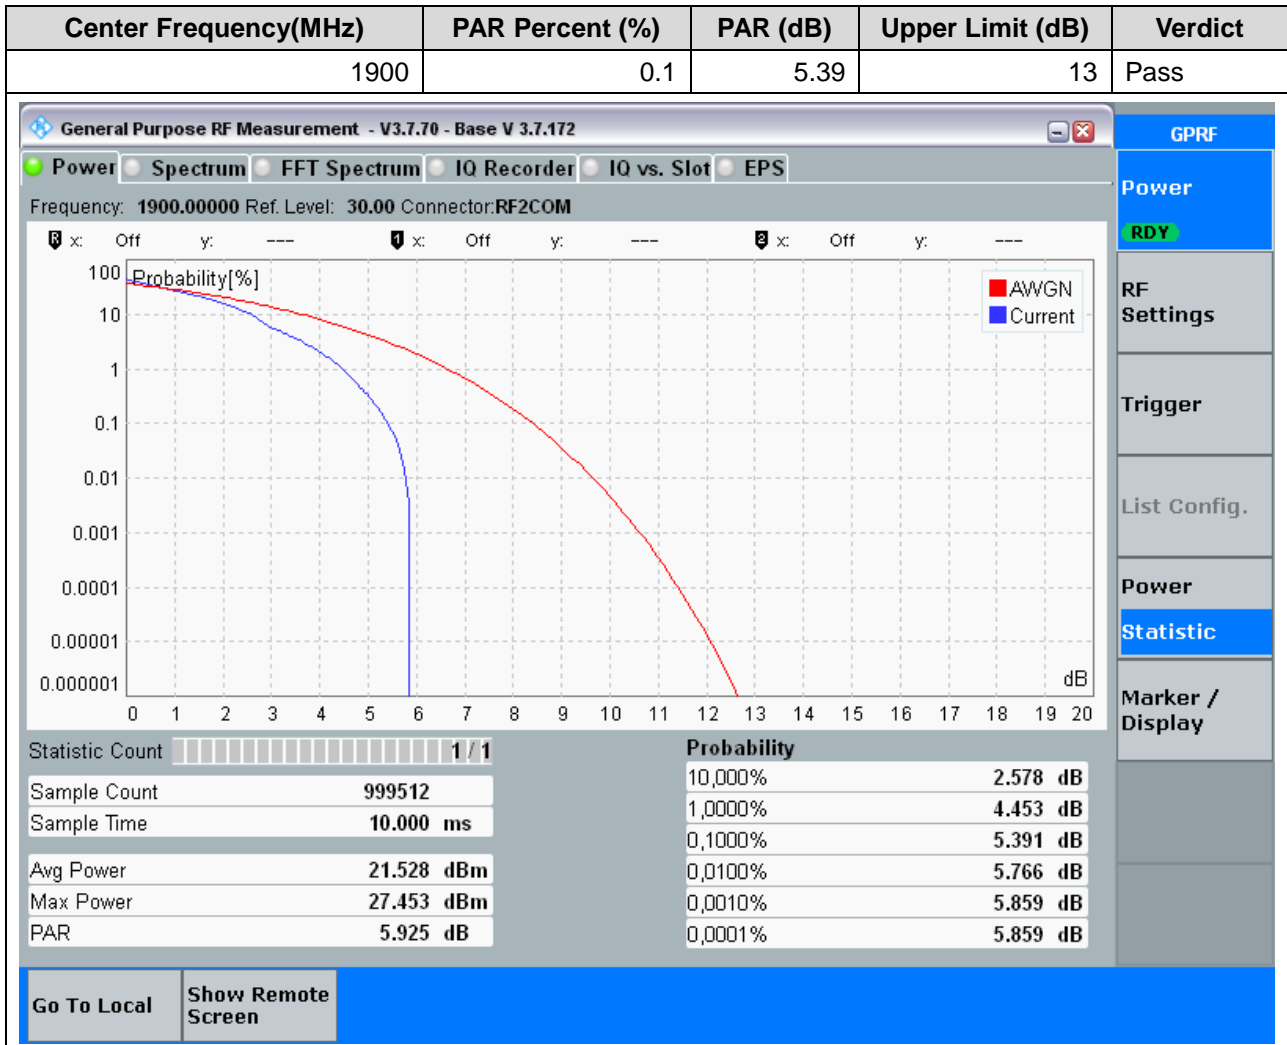 Center Frequency(MHz) PAR Percent (%) PAR (dB) Upper Limit (dB) Verdict
1900 0.1 5.39 13 Pass
General Purpose RF Measurement - V3.7.70 - Base V 3.7.172
GPRF
Power Spectrum FFT Spectrum IQ Recorder IQ vs. Slot EPS
Frequency: 1900.00000 Ref. Level: 30.00 Connector:RF2COM
R x: Off y: --- 1 x: Off y: --- 2 x: Off y: ---
Power
RDY
RF
Settings
Trigger
List Config.
Power
Statistic
Marker /
Display
Probability[%]
AWGN
Current
100
10
1
0.1
0.01
0.001
0.0001
0.00001
0.000001
dB
0 1 2 3 4 5 6 7 8 9 10 11 12 13 14 15 16 17 18 19 20
Statistic Count 1 / 1
Sample Count 999512
Sample Time 10.000 ms
Avg Power 21.528 dBm
Max Power 27.453 dBm
PAR 5.925 dB
Probability
10,000% 2.578 dB
1,0000% 4.453 dB
0,1000% 5.391 dB
0,0100% 5.766 dB
0,0010% 5.859 dB
0,0001% 5.859 dB
Go To Local
Show Remote
Screen